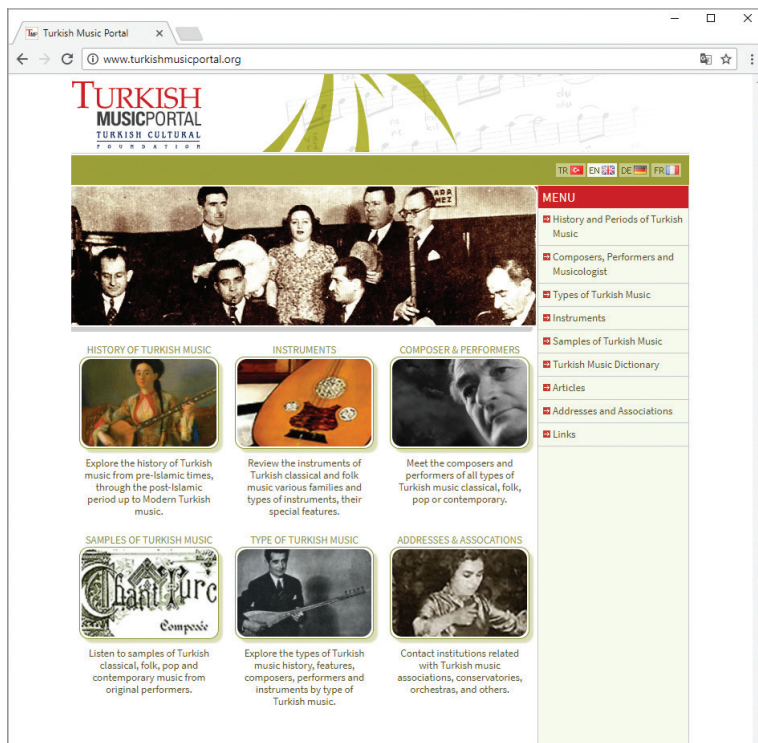 Turkish Music Portal
www.turkishmusicportal.org
TURKISH
MUSICPORTAL
TURKISH CULTURAL
FOUNDATION
TR EN DE FR
MENU
History and Periods of Turkish
Music
Composers, Performers and
Musicologist
Types of Turkish Music
Instruments
Samples of Turkish Music
Turkish Music Dictionary
Articles
Addresses and Associations
Links
HISTORY OF TURKISH MUSIC
Explore the history of Turkish
music from pre-Islamic times,
through the post-Islamic
period up to Modern Turkish
music.
INSTRUMENTS
Review the instruments of
Turkish classical and folk
music various families and
types of instruments, their
special features.
COMPOSER & PERFORMERS
Meet the composers and
performers of all types of
Turkish music classical, folk,
pop or contemporary.
SAMPLES OF TURKISH MUSIC
Chant Turc
Composée
Listen to samples of Turkish
classical, folk, pop and
contemporary music from
original performers.
TYPE OF TURKISH MUSIC
Explore the types of Turkish
music history, features,
composers, performers and
instruments by type of
Turkish music.
ADDRESSES & ASSOCATIONS
Contact institutions related
with Turkish music
associations, conservatories,
orchestras, and others.